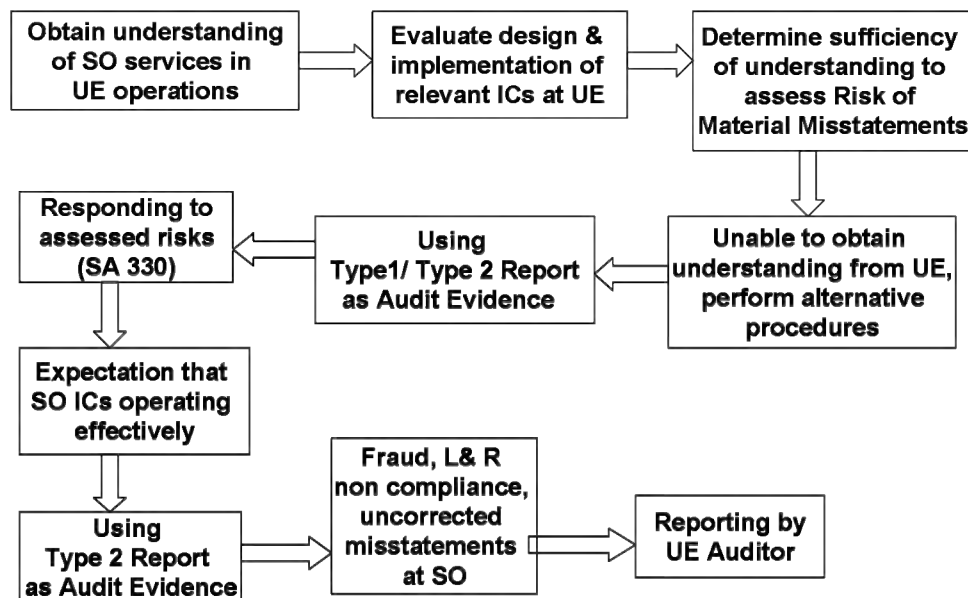 Obtain understanding
of SO services in
UE operations
Evaluate design &
implementation of
relevant ICs at UE
Determine sufficiency
of understanding to
assess Risk of
Material Misstatements
Unable to obtain
understanding from UE,
perform alternative
procedures
Using
Type1/ Type 2 Report
as Audit Evidence
Responding to
assessed risks
(SA 330)
Expectation that
SO ICs operating
effectively
Using
Type 2 Report
as Audit Evidence
Fraud, L& R
non compliance,
uncorrected
misstatements
at SO
Reporting by
UE Auditor